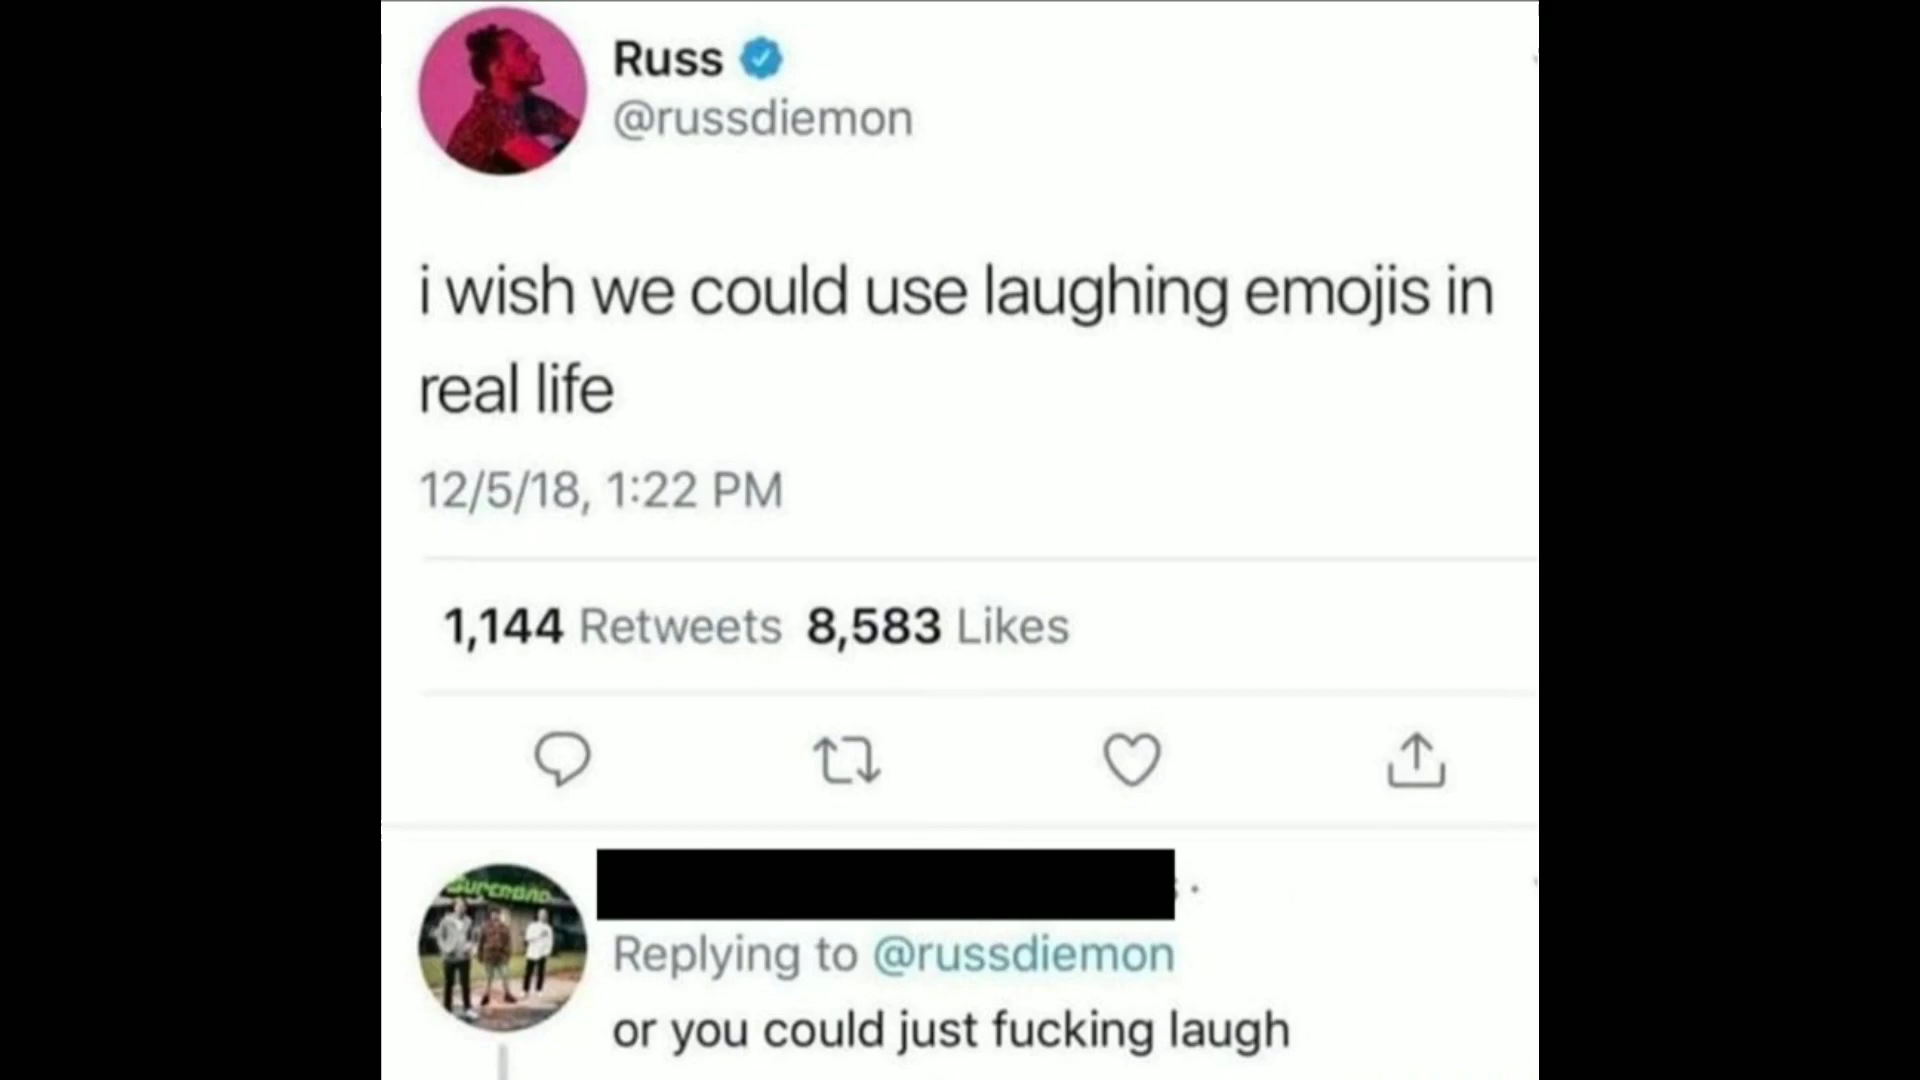 Russ
@russdiemon
i wish we could use laughing emojis in
real life
12/5/18, 1:22 PM
1,144 Retweets 8,583 Likes
Replying to @russdiemon
or you could just fucking laugh